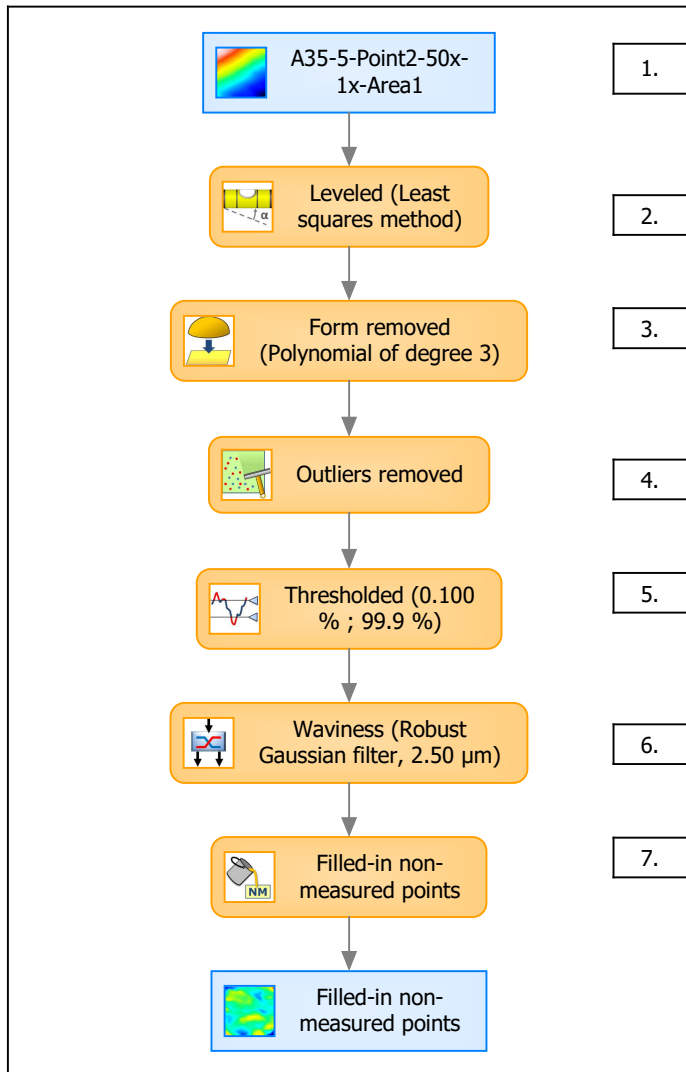 A35-5-Point2-50x-
1x-Area1
1.
α
Leveled (Least
squares method)
2.
Form removed
(Polynomial of degree 3)
3.
Outliers removed
4.
Thresholded (0.100
% ; 99.9 %)
5.
Waviness (Robust
Gaussian filter, 2.50 µm)
6.
Filled-in non-
measured points
NM
7.
Filled-in non-
measured points